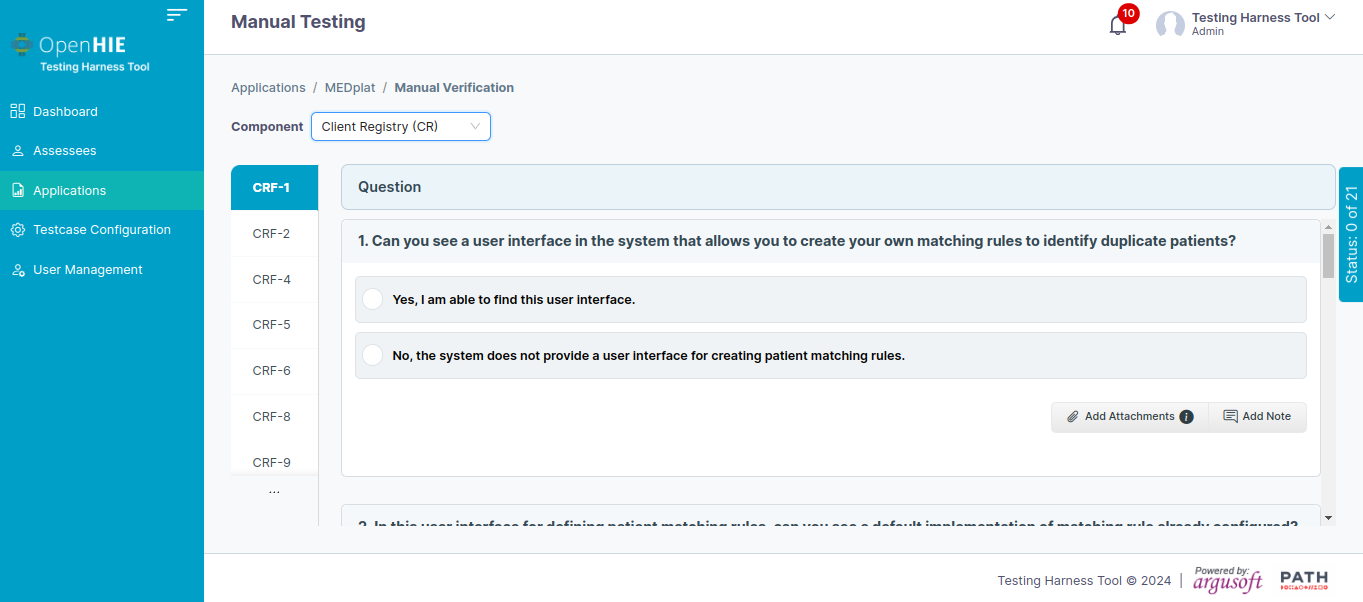 OpenHIE
Testing Harness Tool
Dashboard
Assessees
Applications
Testcase Configuration
User Management
Manual Testing
10
Testing Harness Tool
Admin
Applications / MEDplat / Manual Verification
Component Client Registry (CR)
CRF-1
CRF-2
CRF-4
CRF-5
CRF-6
CRF-8
CRF-9
...
Question
1. Can you see a user interface in the system that allows you to create your own matching rules to identify duplicate patients?
Yes, I am able to find this user interface.
No, the system does not provide a user interface for creating patient matching rules.
Add Attachments i Add Note
2. In this user interface for defining patient matching rules, can you see a default implementation of matching rule already configured?
Status: 0 of 21
Testing Harness Tool © 2024 | Powered by: argusoft PATH